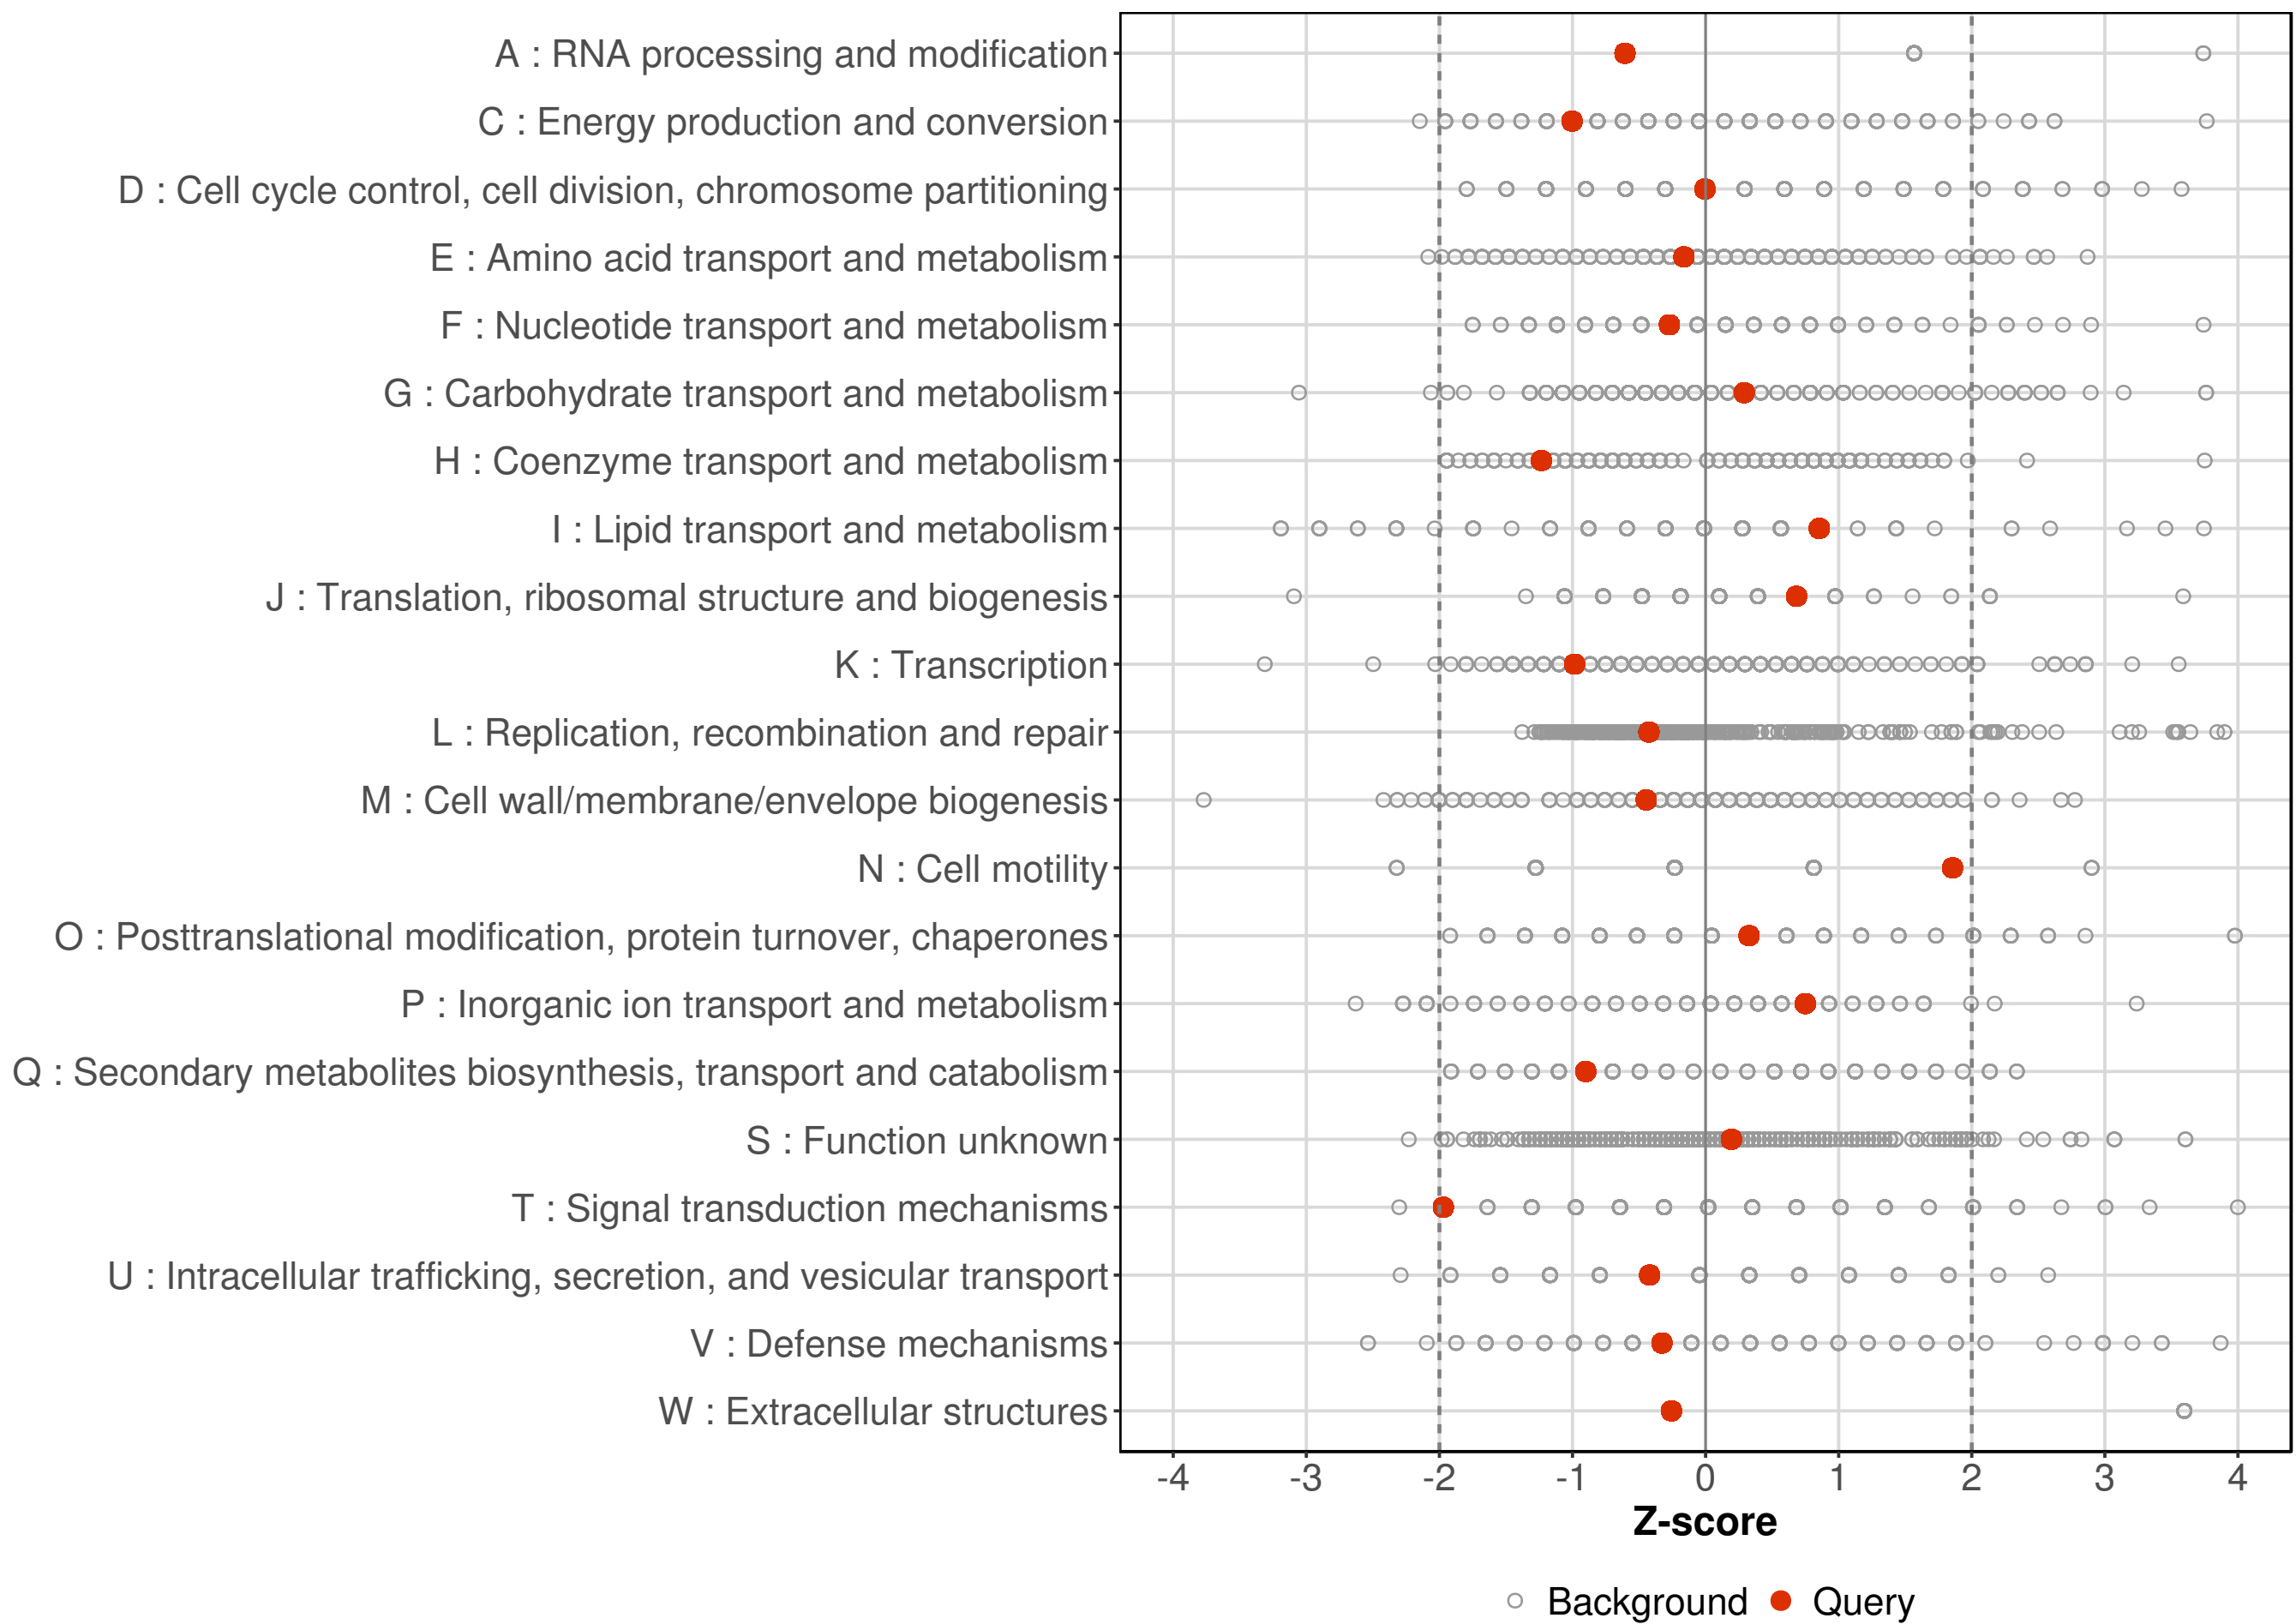 A : RNA processing and modification
C : Energy production and conversion
D : Cell cycle control, cell division, chromosome partitioning
E : Amino acid transport and metabolism
F : Nucleotide transport and metabolism
G : Carbohydrate transport and metabolism
H : Coenzyme transport and metabolism
I : Lipid transport and metabolism
J : Translation, ribosomal structure and biogenesis
K : Transcription
L : Replication, recombination and repair
M : Cell wall/membrane/envelope biogenesis
N : Cell motility
O : Posttranslational modification, protein turnover, chaperones
P : Inorganic ion transport and metabolism
Q : Secondary metabolites biosynthesis, transport and catabolism
S : Function unknown
T : Signal transduction mechanisms
U : Intracellular trafficking, secretion, and vesicular transport
V : Defense mechanisms
W : Extracellular structures
-4 -3 -2 -1 0 1 2 3 4
Z-score
Background Query